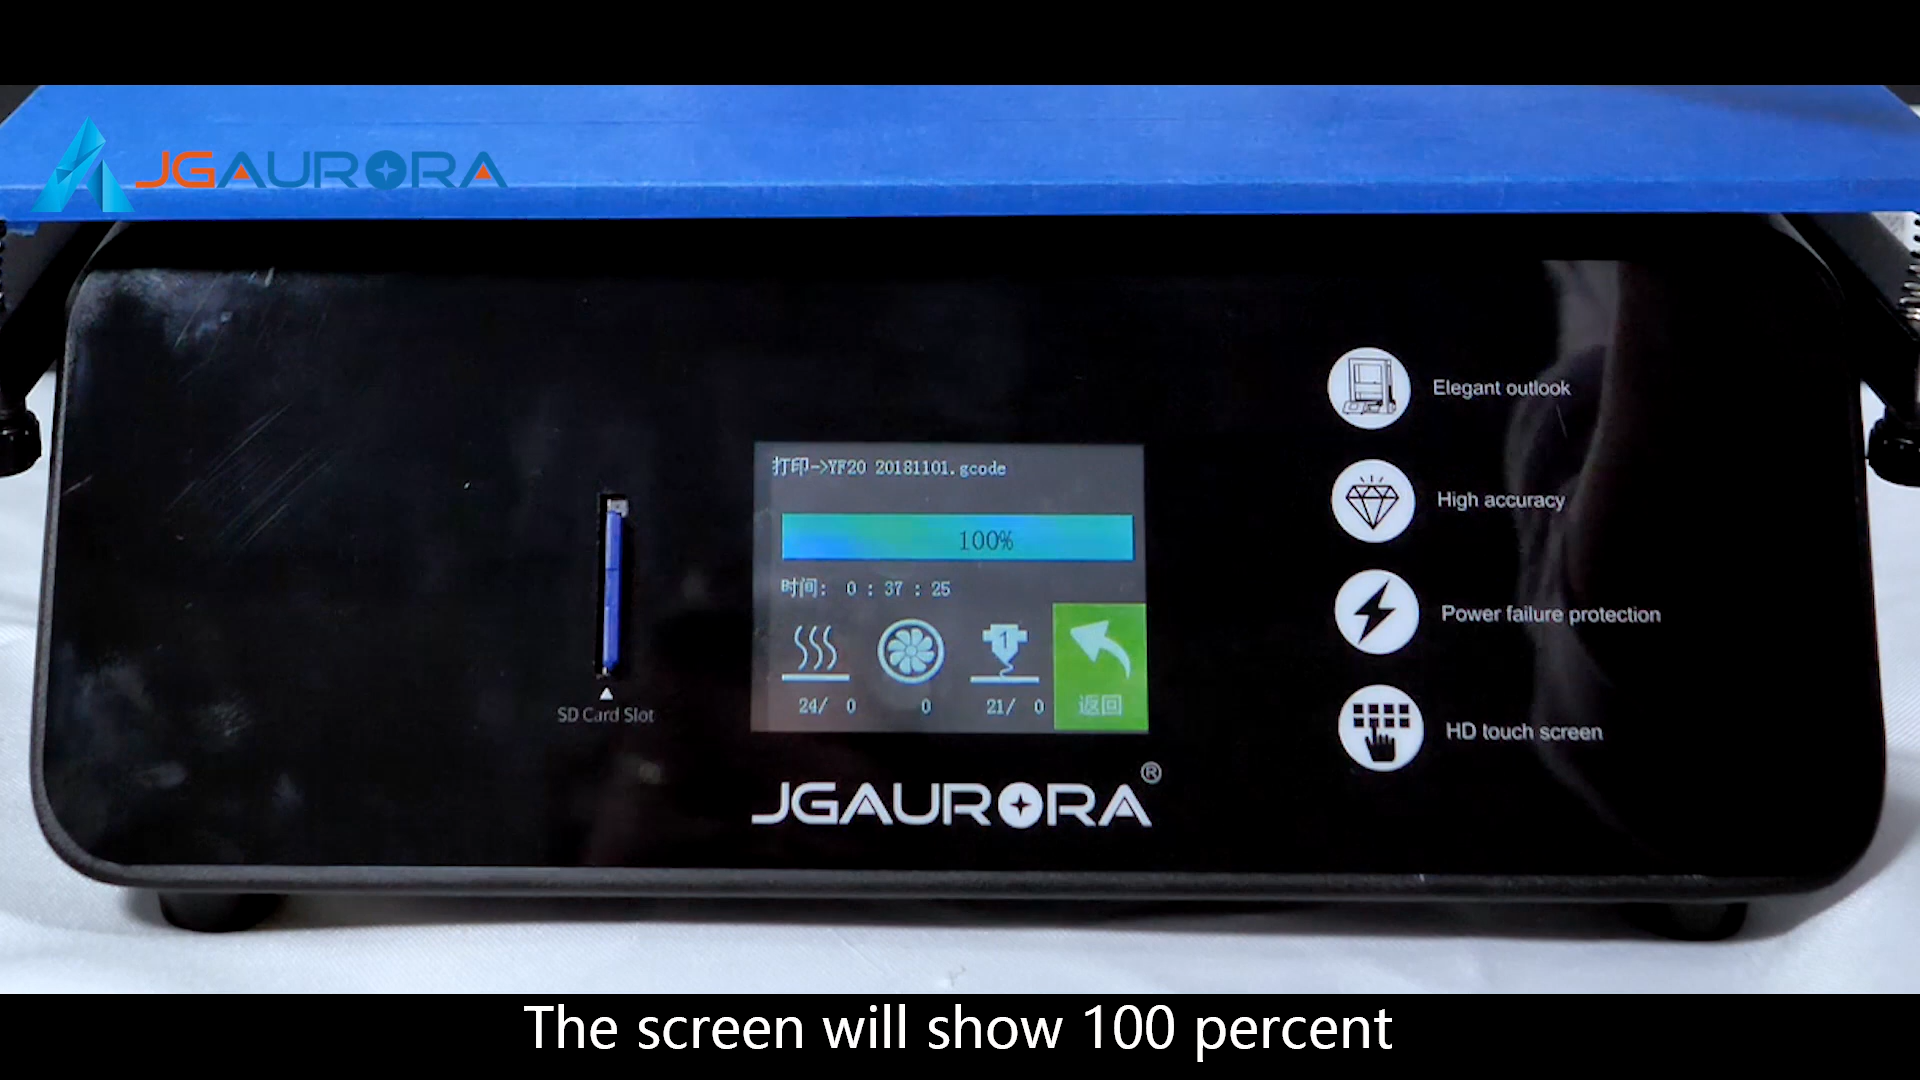 JGAURORA
打印->YF20 20181101.gcode
100%
时间: 0 : 37 : 25
1
24/ 0
0
21/ 0
返回
SD Card Slot
JGAURORA®
Elegant outlook
High accuracy
Power failure protection
HD touch screen
The screen will show 100 percent